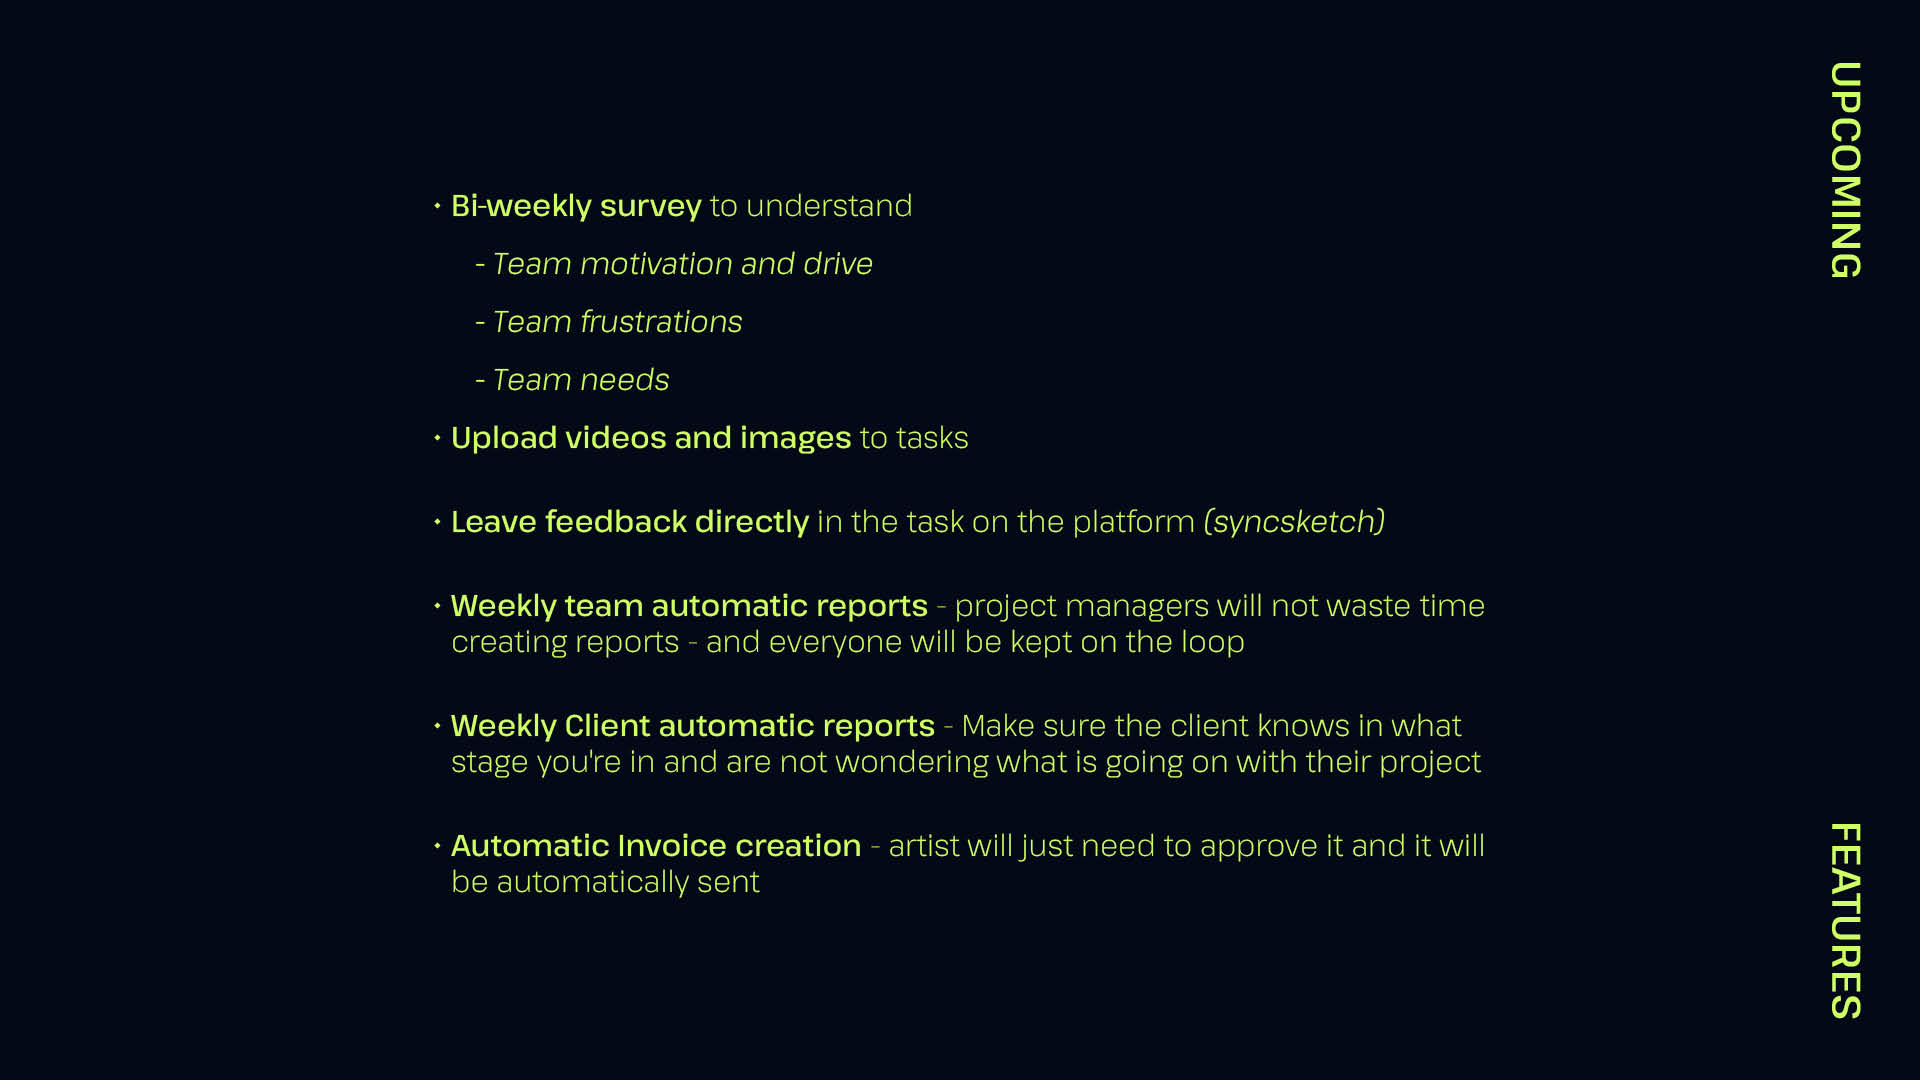 UPCOMING
FEATURES
• Bi-weekly survey to understand
- Team motivation and drive
- Team frustrations
- Team needs
• Upload videos and images to tasks
• Leave feedback directly in the task on the platform (syncsketch)
• Weekly team automatic reports - project managers will not waste time
creating reports - and everyone will be kept on the loop
• Weekly Client automatic reports - Make sure the client knows in what
stage you're in and are not wondering what is going on with their project
• Automatic Invoice creation - artist will just need to approve it and it will
be automatically sent